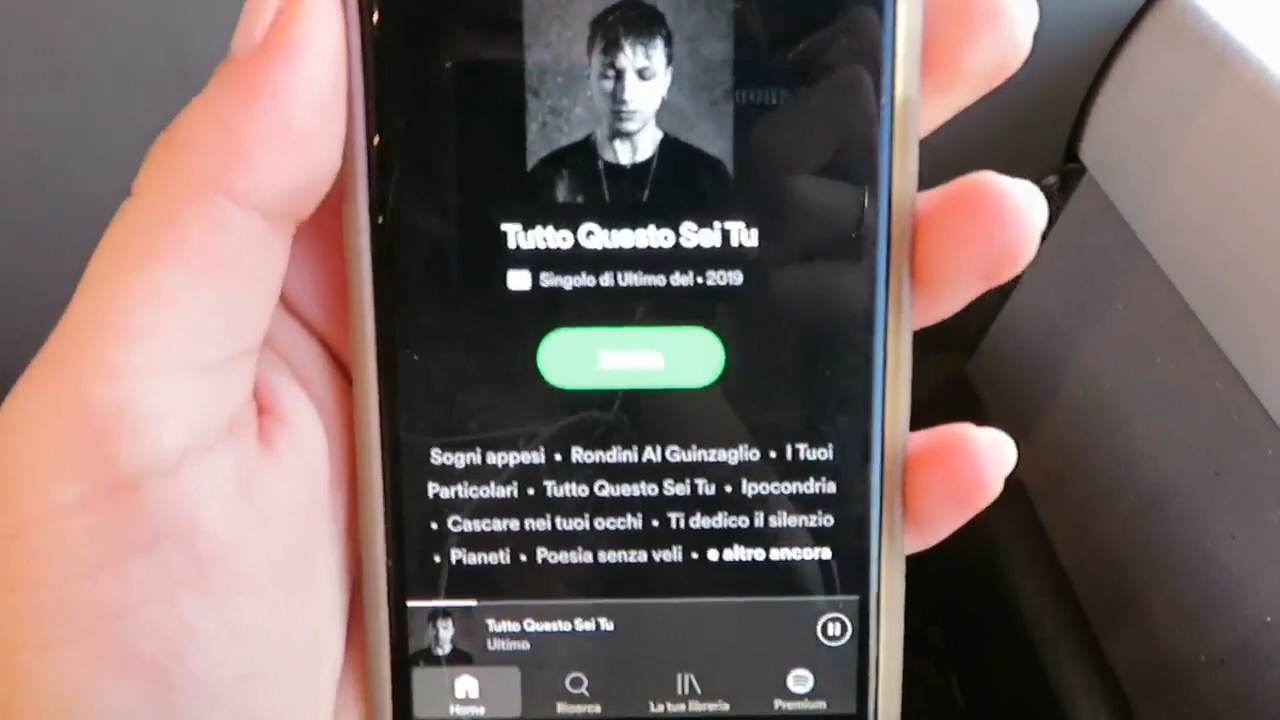 Tutto Questo Sei Tu
Singolo di Ultimo del • 2019
Sogni appesi • Rondini Al Guinzaglio • I Tuoi
Particolari • Tutto Questo Sei Tu • Ipocondria
• Cascare nei tuoi occhi • Ti dedico il silenzio
• Pianeti • Poesia senza veli • e altro ancora
Tutto Questo Sei Tu
Ultimo
Home Ricerca La tua libreria Premium